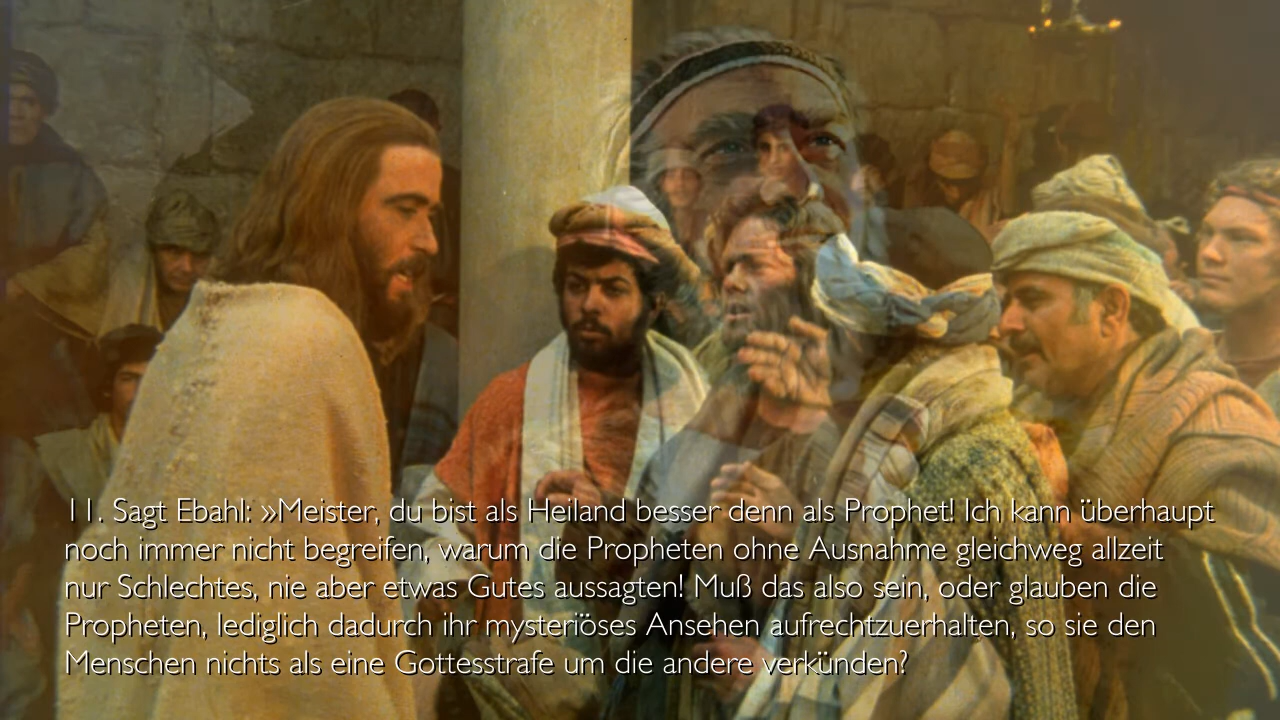 11. Sagt Ebahl: »Meister, du bist als Heiland besser denn als Prophet! Ich kann überhaupt
noch immer nicht begreifen, warum die Propheten ohne Ausnahme gleichweg allzeit
nur Schlechtes, nie aber etwas Gutes aussagten! Muß das also sein, oder glauben die
Propheten, lediglich dadurch ihr mysteriöses Ansehen aufrechtzuerhalten, so sie den
Menschen nichts als eine Gottesstrafe um die andere verkünden?